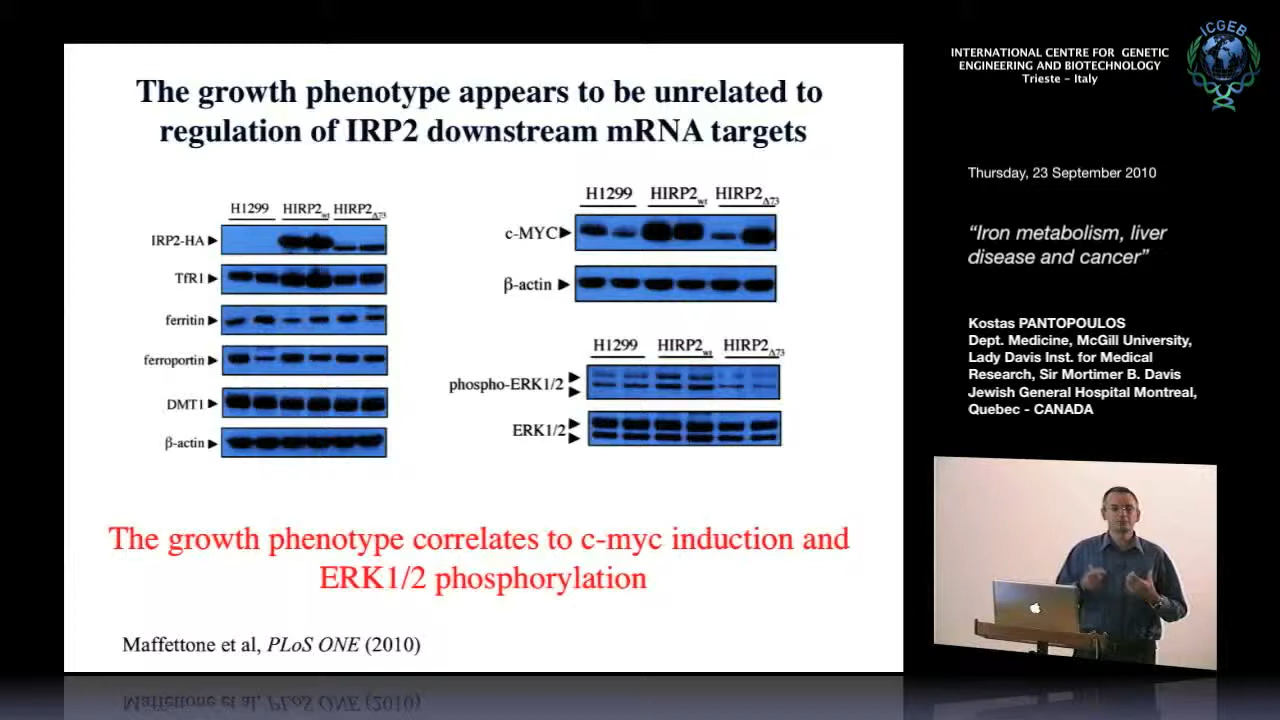 The growth phenotype appears to be unrelated to
regulation of IRP2 downstream mRNA targets
H1299 HIRP2wt HIRP2Δ73
IRP2-HA
TfR1
ferritin
ferroportin
DMT1
β-actin
H1299 HIRP2wt HIRP2Δ73
c-MYC
β-actin
H1299 HIRP2wt HIRP2Δ73
phospho-ERK1/2
ERK1/2
The growth phenotype correlates to c-myc induction and
ERK1/2 phosphorylation
Maffettone et al, PLoS ONE (2010)
INTERNATIONAL CENTRE FOR GENETIC
ENGINEERING AND BIOTECHNOLOGY
Trieste – Italy
ICGEB
Thursday, 23 September 2010
“Iron metabolism, liver
disease and cancer”
Kostas PANTOPOULOS
Dept. Medicine, McGill University,
Lady Davis Inst. for Medical
Research, Sir Mortimer B. Davis
Jewish General Hospital Montreal,
Quebec - CANADA